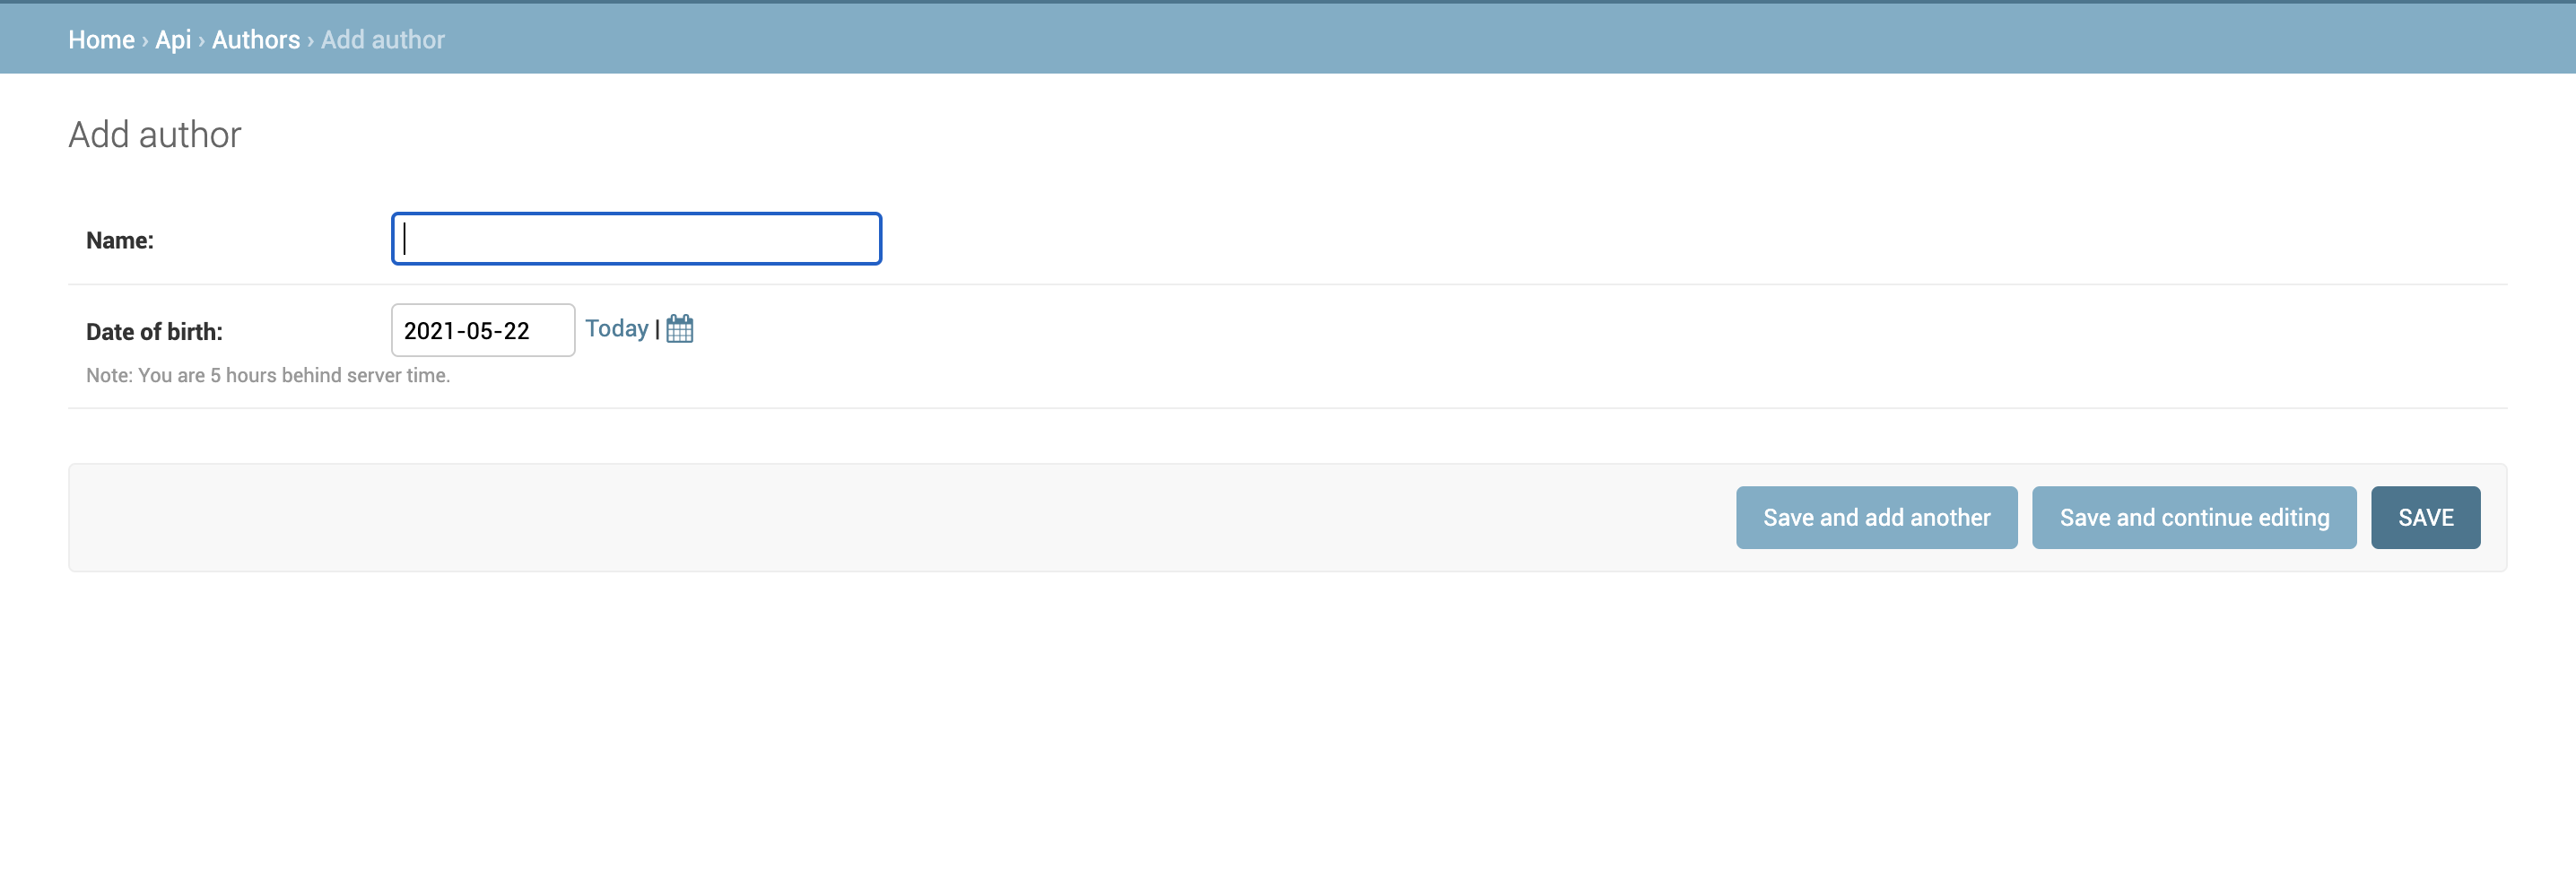 Home › Api › Authors › Add author
Add author
Name:
Date of birth: 2021-05-22 Today |
Note: You are 5 hours behind server time.
Save and add another Save and continue editing SAVE